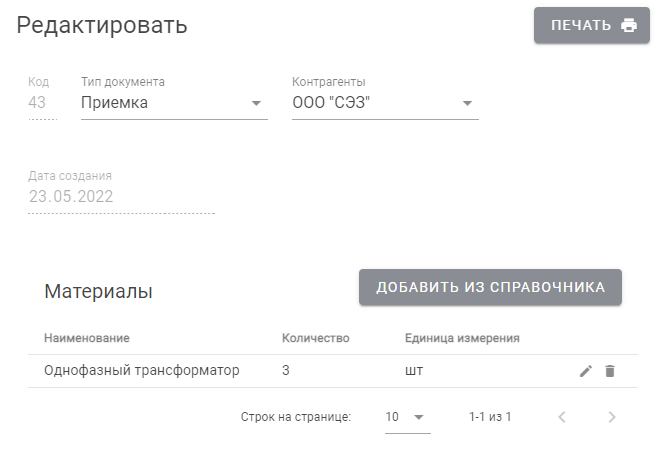 Редактировать
ПЕЧАТЬ
Код
Тип документа
Контрагенты
43
Приемка
ООО "СЭЗ"
Дата создания
23.05.2022
Материалы
ДОБАВИТЬ ИЗ СПРАВОЧНИКА
Наименование Количество Единица измерения
Однофазный трансформатор 3 шт
Строк на странице: 10 1-1 из 1